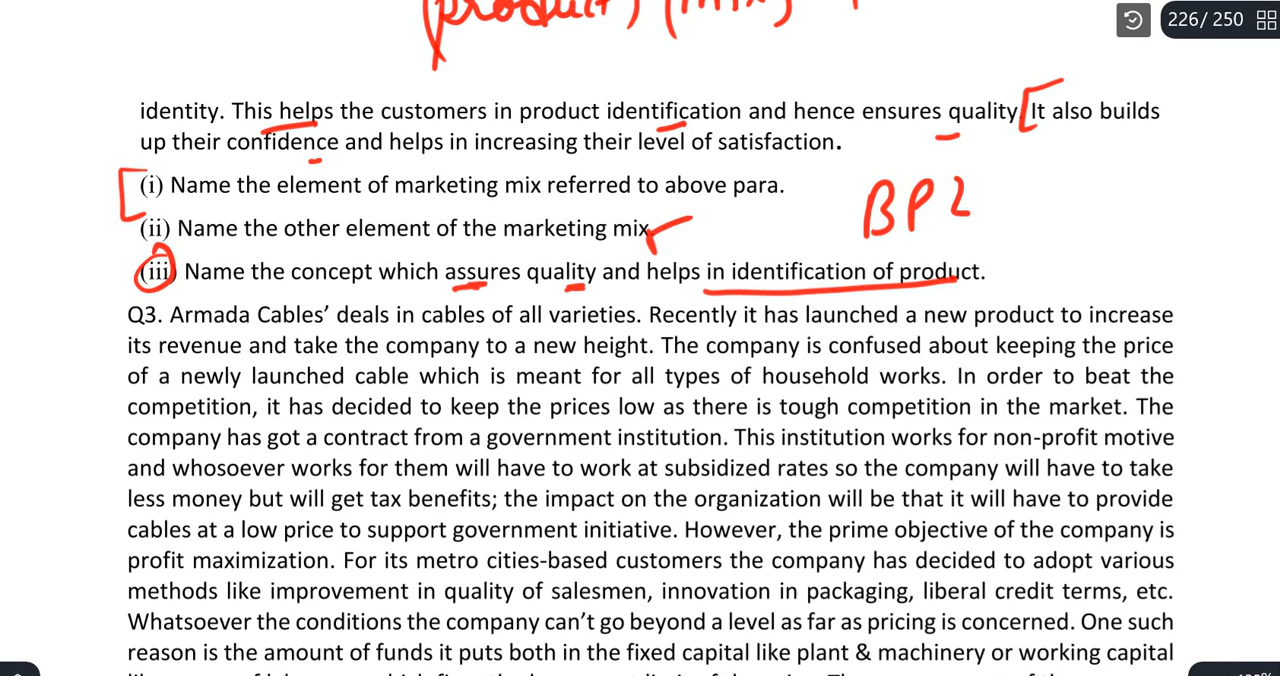 (product) (mix)
226/ 250
identity. This helps the customers in product identification and hence ensures quality. It also builds
up their confidence and helps in increasing their level of satisfaction.
(i) Name the element of marketing mix referred to above para.
(ii) Name the other element of the marketing mix
BP2
(iii) Name the concept which assures quality and helps in identification of product.
Q3. Armada Cables’ deals in cables of all varieties. Recently it has launched a new product to increase
its revenue and take the company to a new height. The company is confused about keeping the price
of a newly launched cable which is meant for all types of household works. In order to beat the
competition, it has decided to keep the prices low as there is tough competition in the market. The
company has got a contract from a government institution. This institution works for non-profit motive
and whosoever works for them will have to work at subsidized rates so the company will have to take
less money but will get tax benefits; the impact on the organization will be that it will have to provide
cables at a low price to support government initiative. However, the prime objective of the company is
profit maximization. For its metro cities-based customers the company has decided to adopt various
methods like improvement in quality of salesmen, innovation in packaging, liberal credit terms, etc.
Whatsoever the conditions the company can’t go beyond a level as far as pricing is concerned. One such
reason is the amount of funds it puts both in the fixed capital like plant & machinery or working capital